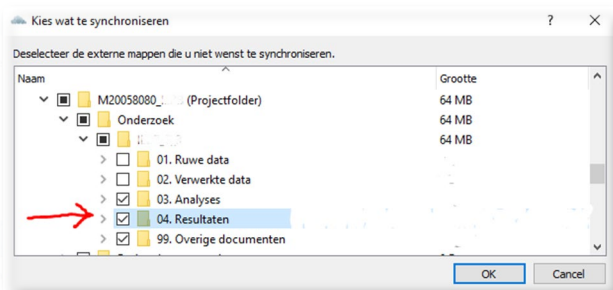 Kies wat te synchroniseren ?
Deselecteer de externe mappen die u niet wenst te synchroniseren.
Naam Grootte
M20058080_ (Projectfolder) 64 MB
Onderzoek 64 MB
64 MB
01. Ruwe data
02. Verwerkte data
03. Analyses
04. Resultaten
99. Overige documenten
OK Cancel